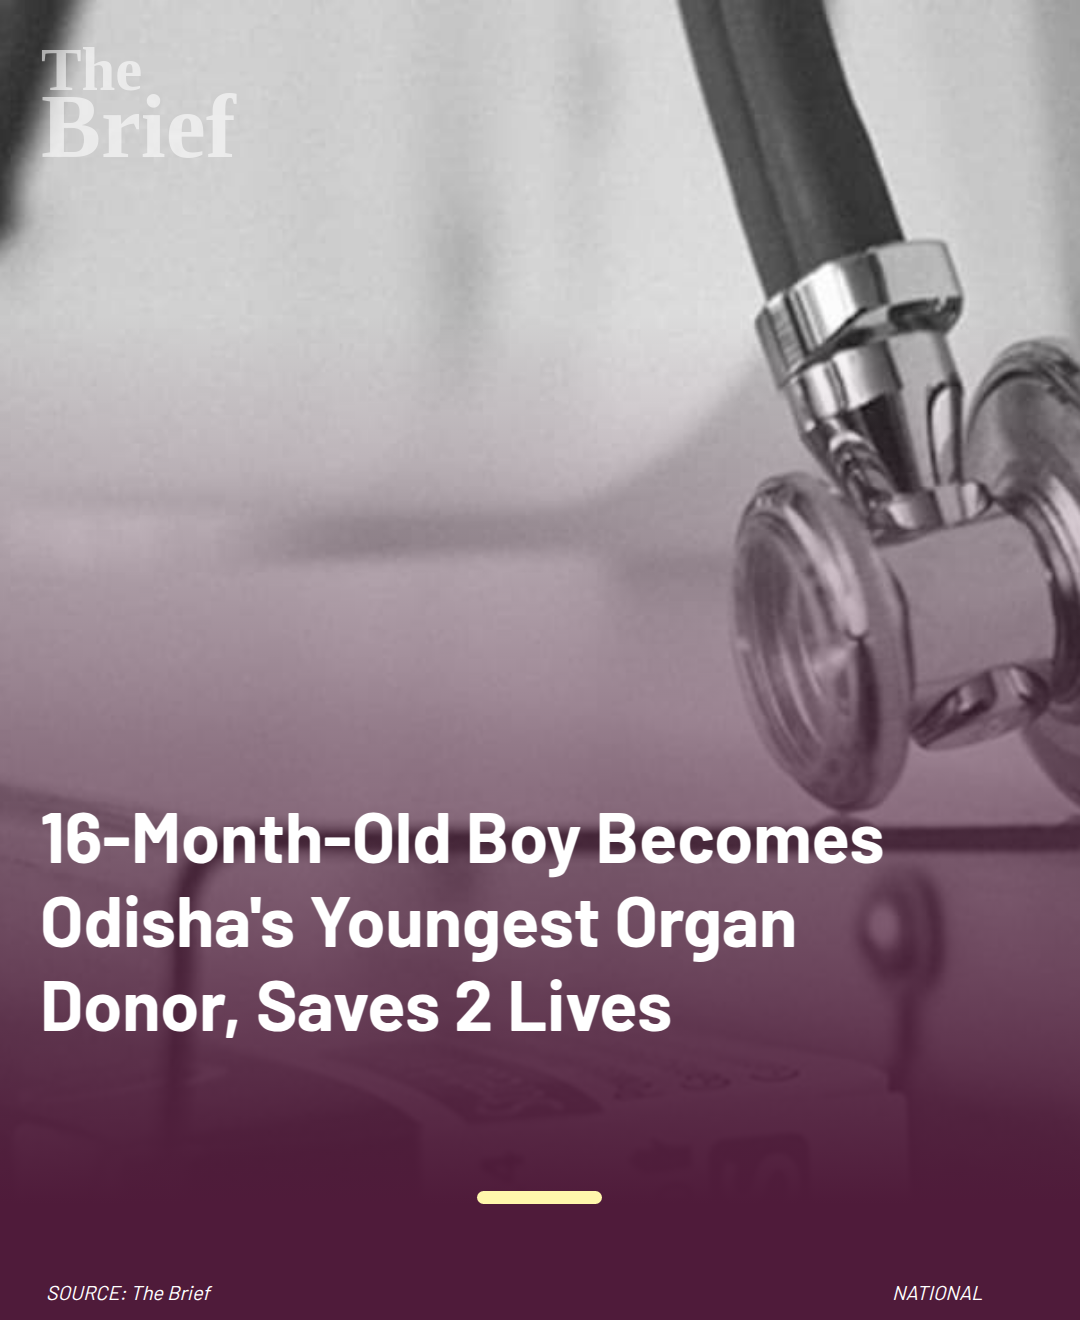 The
Brief
16-Month-Old Boy Becomes
Odisha's Youngest Organ
Donor, Saves 2 Lives
SOURCE: The Brief
NATIONAL